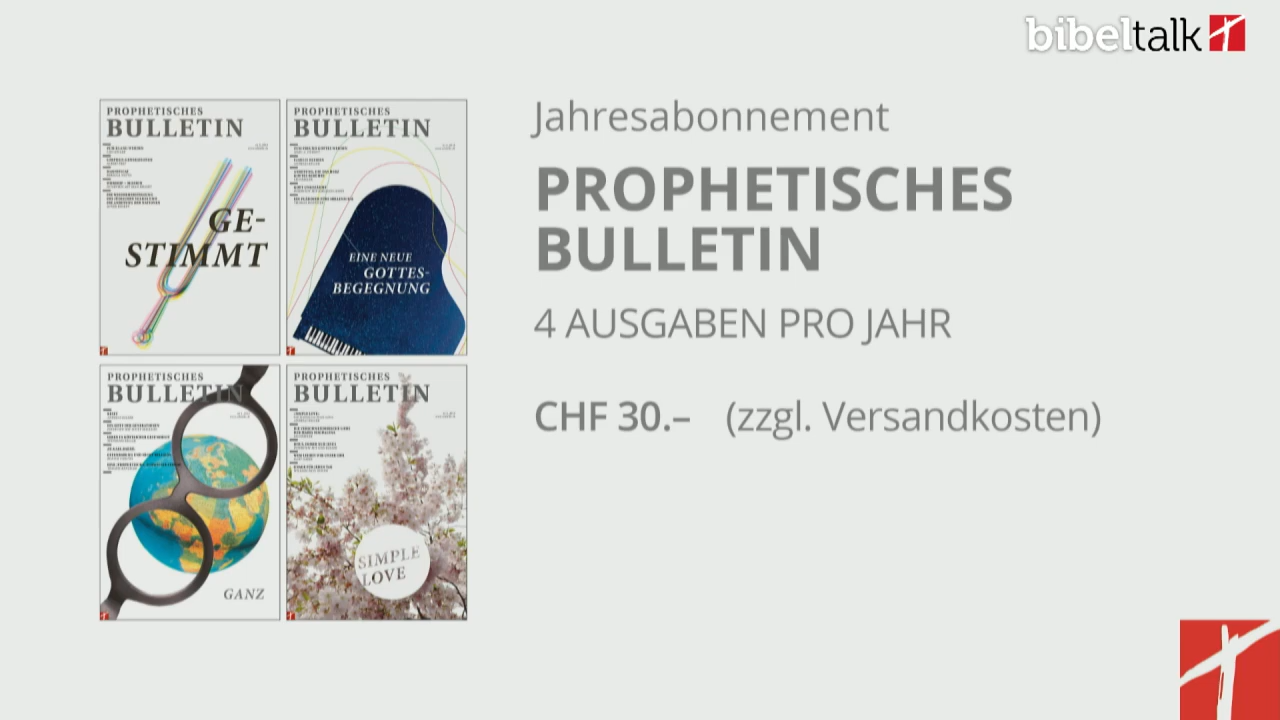 bibeltalk
PROPHETISCHES
BULLETIN
GE-
STIMMT
PROPHETISCHES
BULLETIN
EINE NEUE
GOTTES-
BEGEGNUNG
PROPHETISCHES
BULLETIN
GANZ
PROPHETISCHES
BULLETIN
SIMPLE
LOVE
Jahresabonnement
PROPHETISCHES
BULLETIN
4 AUSGABEN PRO JAHR
CHF 30.– (zzgl. Versandkosten)